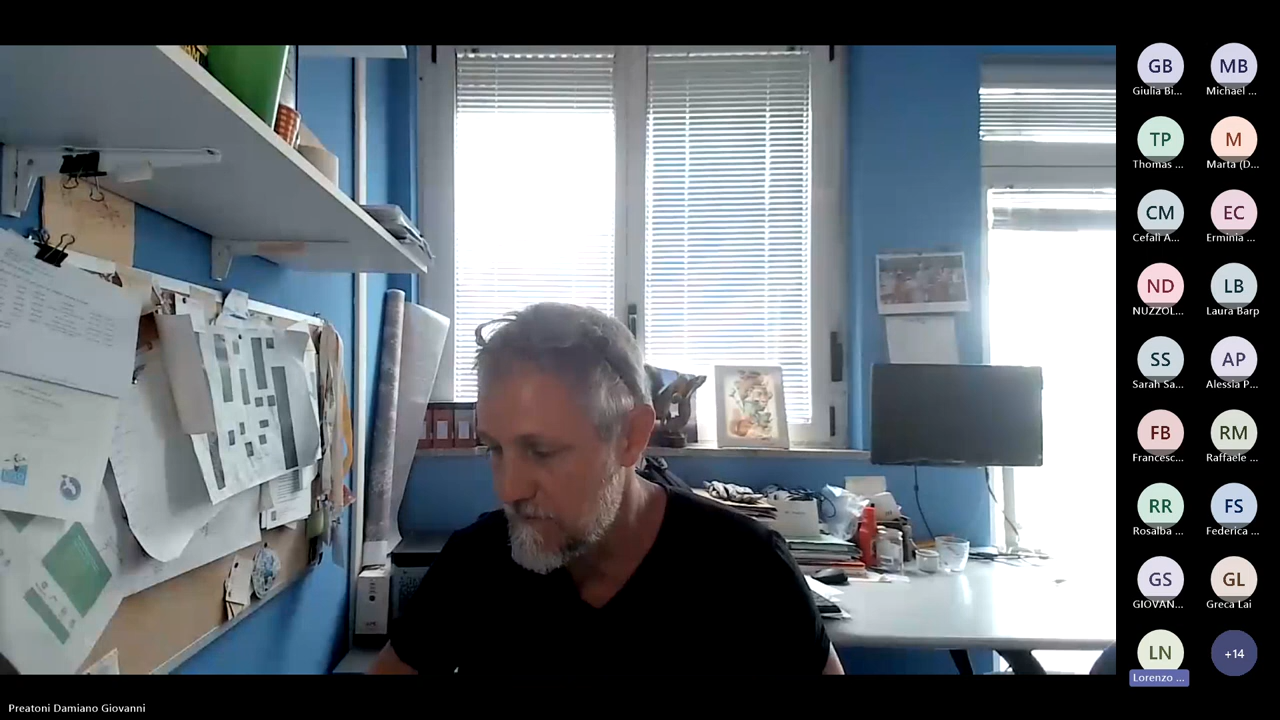 GB
MB
Giulia Bi...
Michael ...
TP
M
Thomas ...
Marta (D...
CM
EC
Cefalì A...
Erminia ...
ND
LB
NUZZOL...
Laura Barp
SS
AP
Sarah Sa...
Alessia P...
FB
RM
Francesc...
Raffaele ...
RR
FS
Rosalba ...
Federica ...
GS
GL
GIOVAN...
Greca Lai
LN
+14
Lorenzo ...
Preatoni Damiano Giovanni